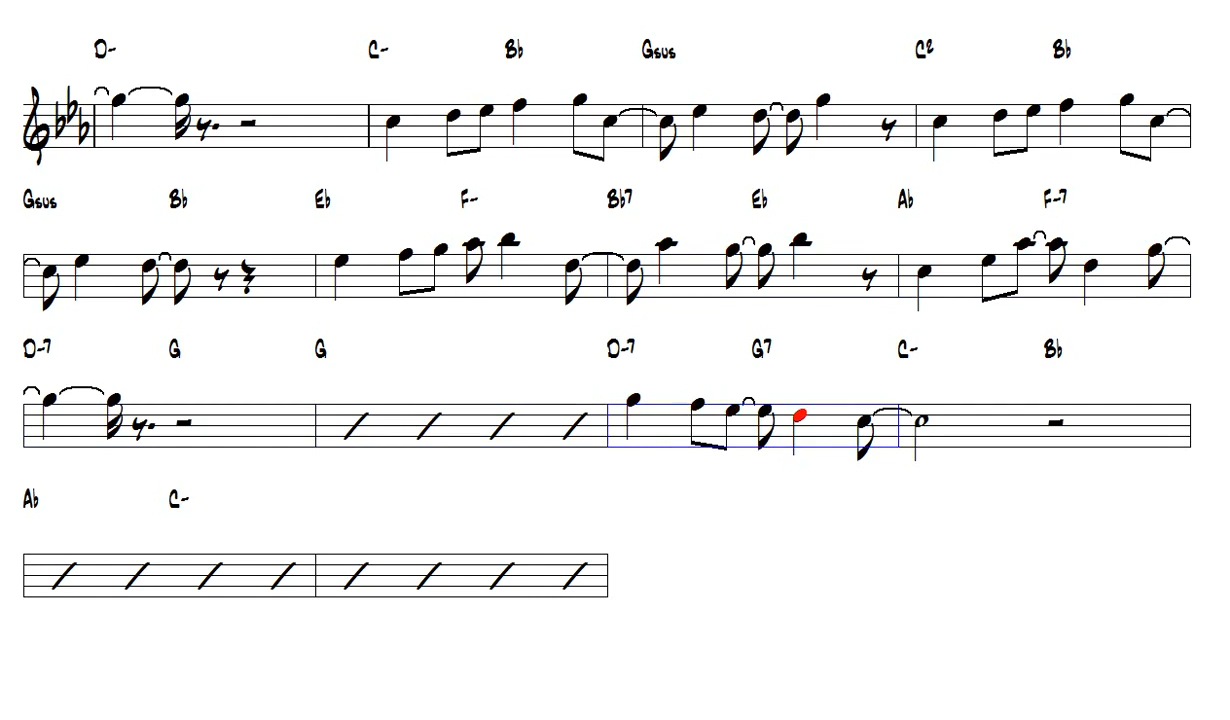 D- C- Bb Gsus C2 Bb
Gsus Bb Eb F- Bb7 Eb Ab F-7
D-7 G G D-7 G7 C- Bb
Ab C-